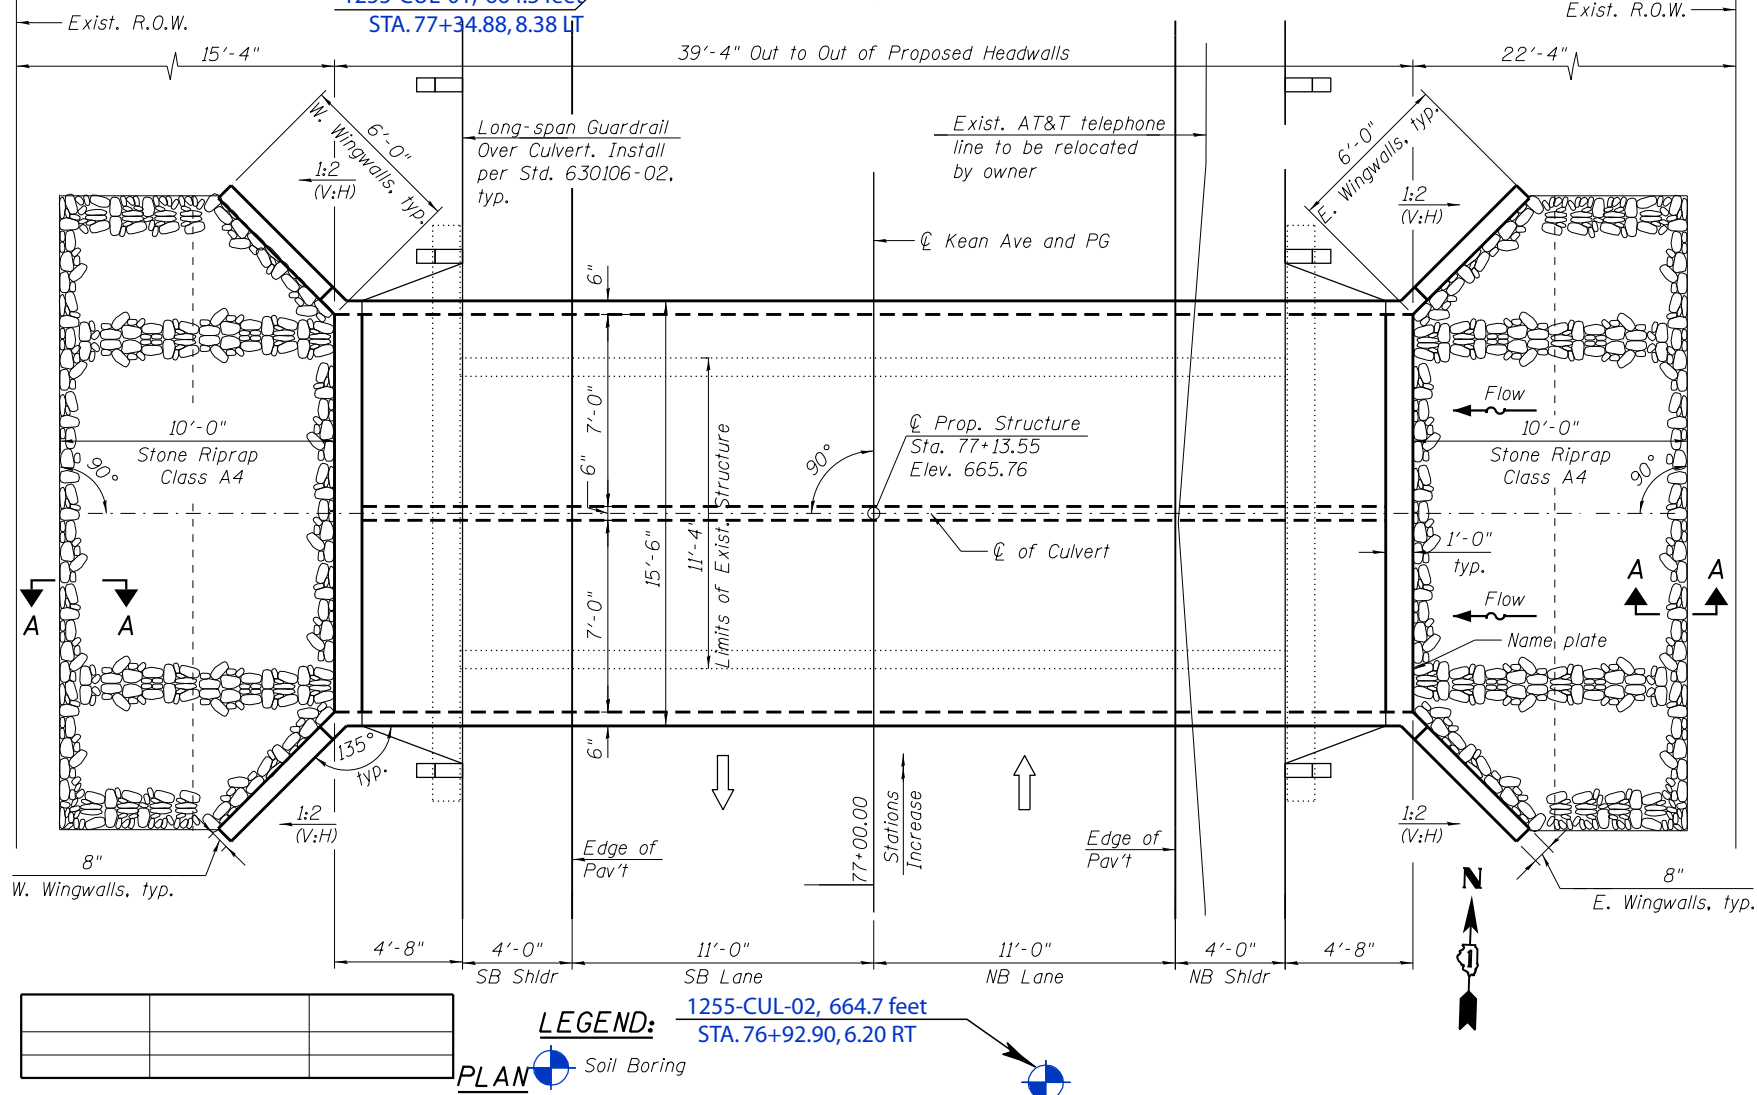 1255-CUL-01, 664.5 feet
STA. 77+34.88, 8.38 LT
Exist. R.O.W.
Exist. R.O.W.
15'-4"
39'-4" Out to Out of Proposed Headwalls
22'-4"
6'-0"
W. Wingwalls, typ.
1:2
(V:H)
Long-span Guardrail
Over Culvert. Install
per Std. 630106-02,
typ.
Exist. AT&T telephone
line to be relocated
by owner
6'-0"
E. Wingwalls, typ.
1:2
(V:H)
℄ Kean Ave and PG
6"
7'-0"
6"
7'-0"
6"
15'-6"
11'-4"
Limits of Exist. Structure
90°
℄ Prop. Structure
Sta. 77+13.55
Elev. 665.76
℄ of Culvert
10'-0"
Stone Riprap
Class A4
90°
Flow
10'-0"
Stone Riprap
Class A4
90°
1'-0"
typ.
A
A
A
A
Flow
Name plate
135°
typ.
1:2
(V:H)
1:2
(V:H)
8"
W. Wingwalls, typ.
Edge of
Pav't
77+00.00
Stations
Increase
Edge of
Pav't
8"
E. Wingwalls, typ.
N
1
4'-8"
4'-0"
11'-0"
11'-0"
4'-0"
4'-8"
SB Shldr
SB Lane
NB Lane
NB Shldr
LEGEND:
1255-CUL-02, 664.7 feet
STA. 76+92.90, 6.20 RT
Soil Boring
PLAN